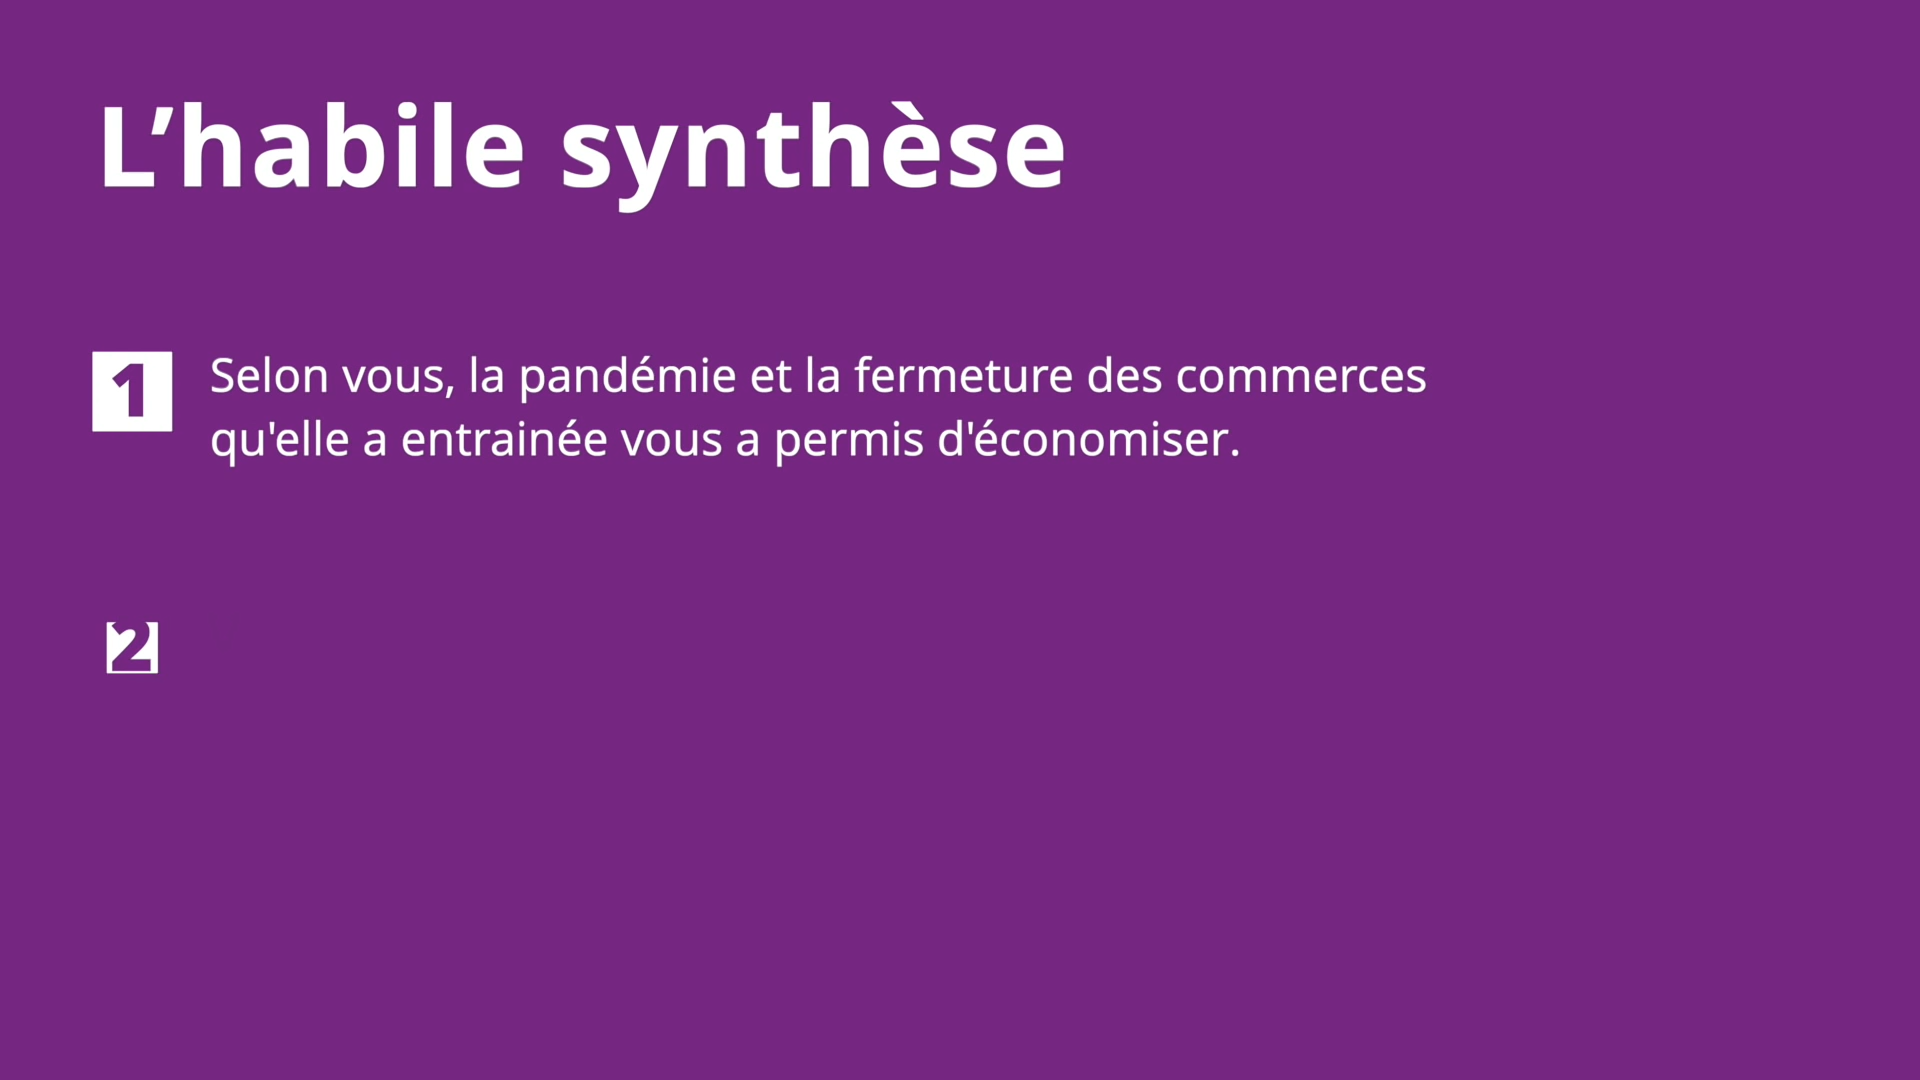 L’habile synthèse
1
Selon vous, la pandémie et la fermeture des commerces
qu'elle a entrainée vous a permis d'économiser.
2